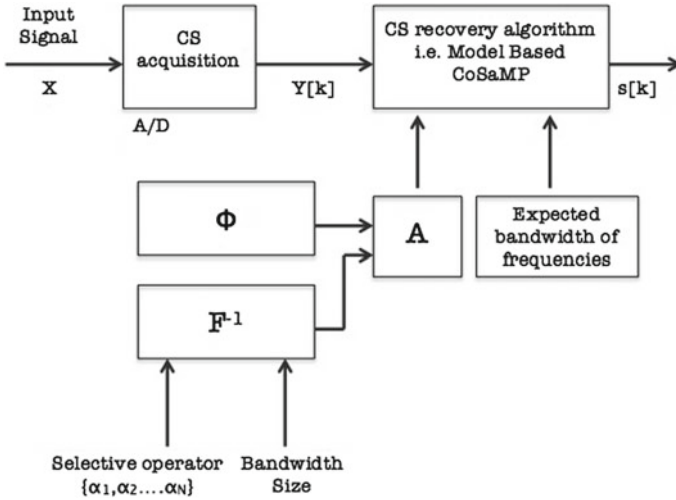 Input
Signal
X
CS
acquisition
A/D
Y[k]
CS recovery algorithm
i.e. Model Based
CoSaMP
s[k]
Φ
A
Expected
bandwidth of
frequencies
F⁻¹
Selective operator
{α₁,α₂....αN}
Bandwidth
Size